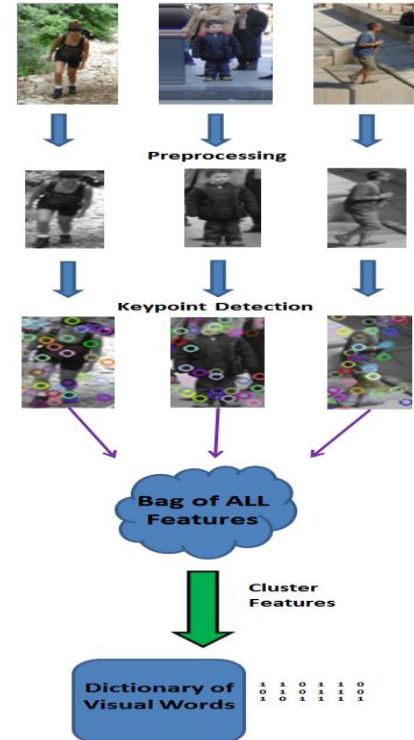 Preprocessing
Keypoint Detection
Bag of ALL
Features
Cluster
Features
Dictionary of
Visual Words
1 1 0 1 1 0
0 1 0 1 1 0
1 0 1 1 1 1